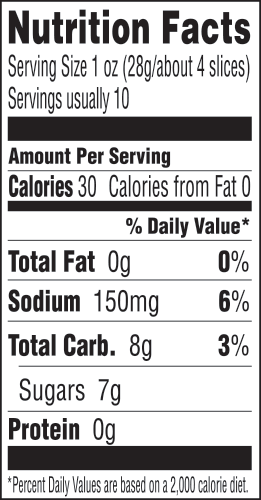 Nutrition Facts
Serving Size 1 oz (28g/about 4 slices)
Servings usually 10
Amount Per Serving
Calories 30 Calories from Fat 0
% Daily Value*
Total Fat 0g 0%
Sodium 150mg 6%
Total Carb. 8g 3%
Sugars 7g
Protein 0g
*Percent Daily Values are based on a 2,000 calorie diet.